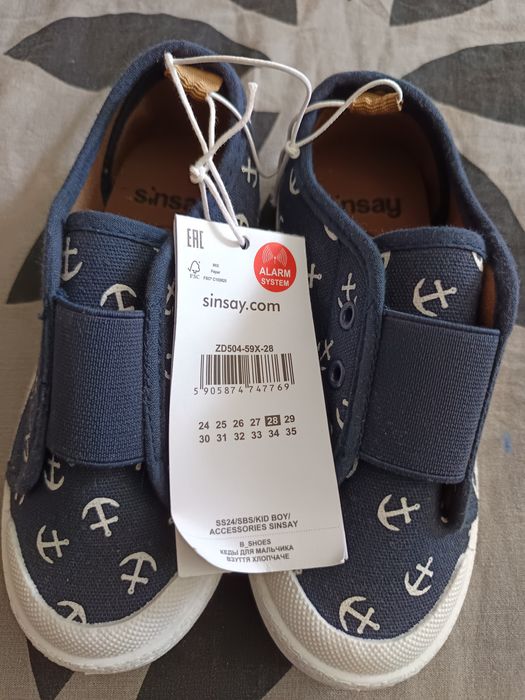 sinsay
sinsay
EAC
FSC
MIX
Paper
ALARM
SYSTEM
sinsay.com
ZD504-59X-28
5 905874 747769
24 25 26 27 28 29
30 31 32 33 34 35
SS24/SBS/KID BOY/
ACCESSORIES SINSAY
B_SHOES
КЕДЫ ДЛЯ МАЛЬЧИКА
ВЗУТТЯ ХЛОПЧАЧЕ